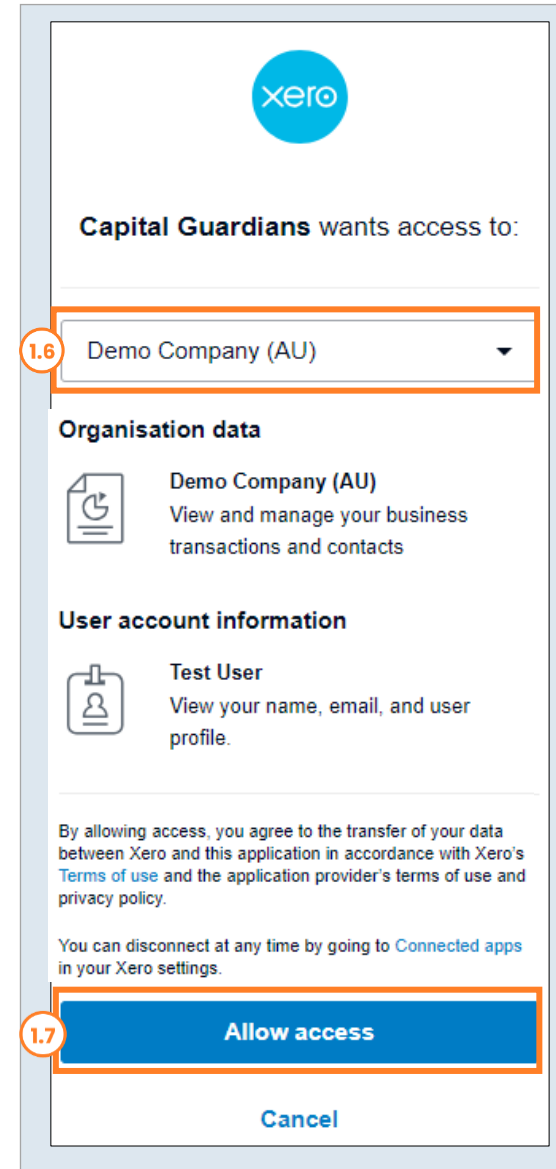 xero
Capital Guardians wants access to:
1.6
Demo Company (AU)
Organisation data
Demo Company (AU)
View and manage your business
transactions and contacts
User account information
Test User
View your name, email, and user
profile.
By allowing access, you agree to the transfer of your data
between Xero and this application in accordance with Xero's
Terms of use and the application provider's terms of use and
privacy policy.
You can disconnect at any time by going to Connected apps
in your Xero settings.
1.7
Allow access
Cancel